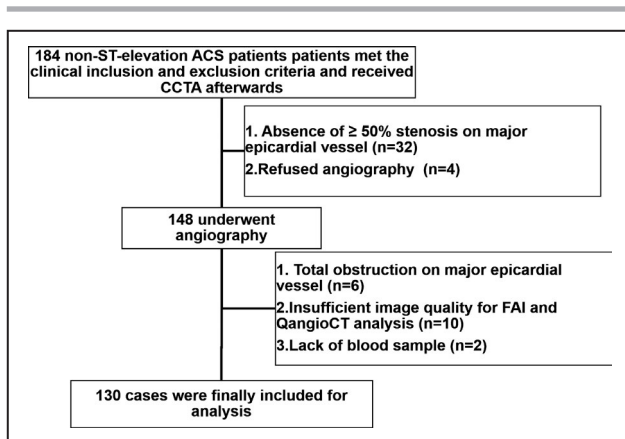 184 non-ST-elevation ACS patients patients met the
clinical inclusion and exclusion criteria and received
CCTA afterwards
1. Absence of ≥ 50% stenosis on major
epicardial vessel (n=32)
2.Refused angiography (n=4)
148 underwent
angiography
1. Total obstruction on major epicardial
vessel (n=6)
2.Insufficient image quality for FAI and
QangioCT analysis (n=10)
3.Lack of blood sample (n=2)
130 cases were finally included for
analysis